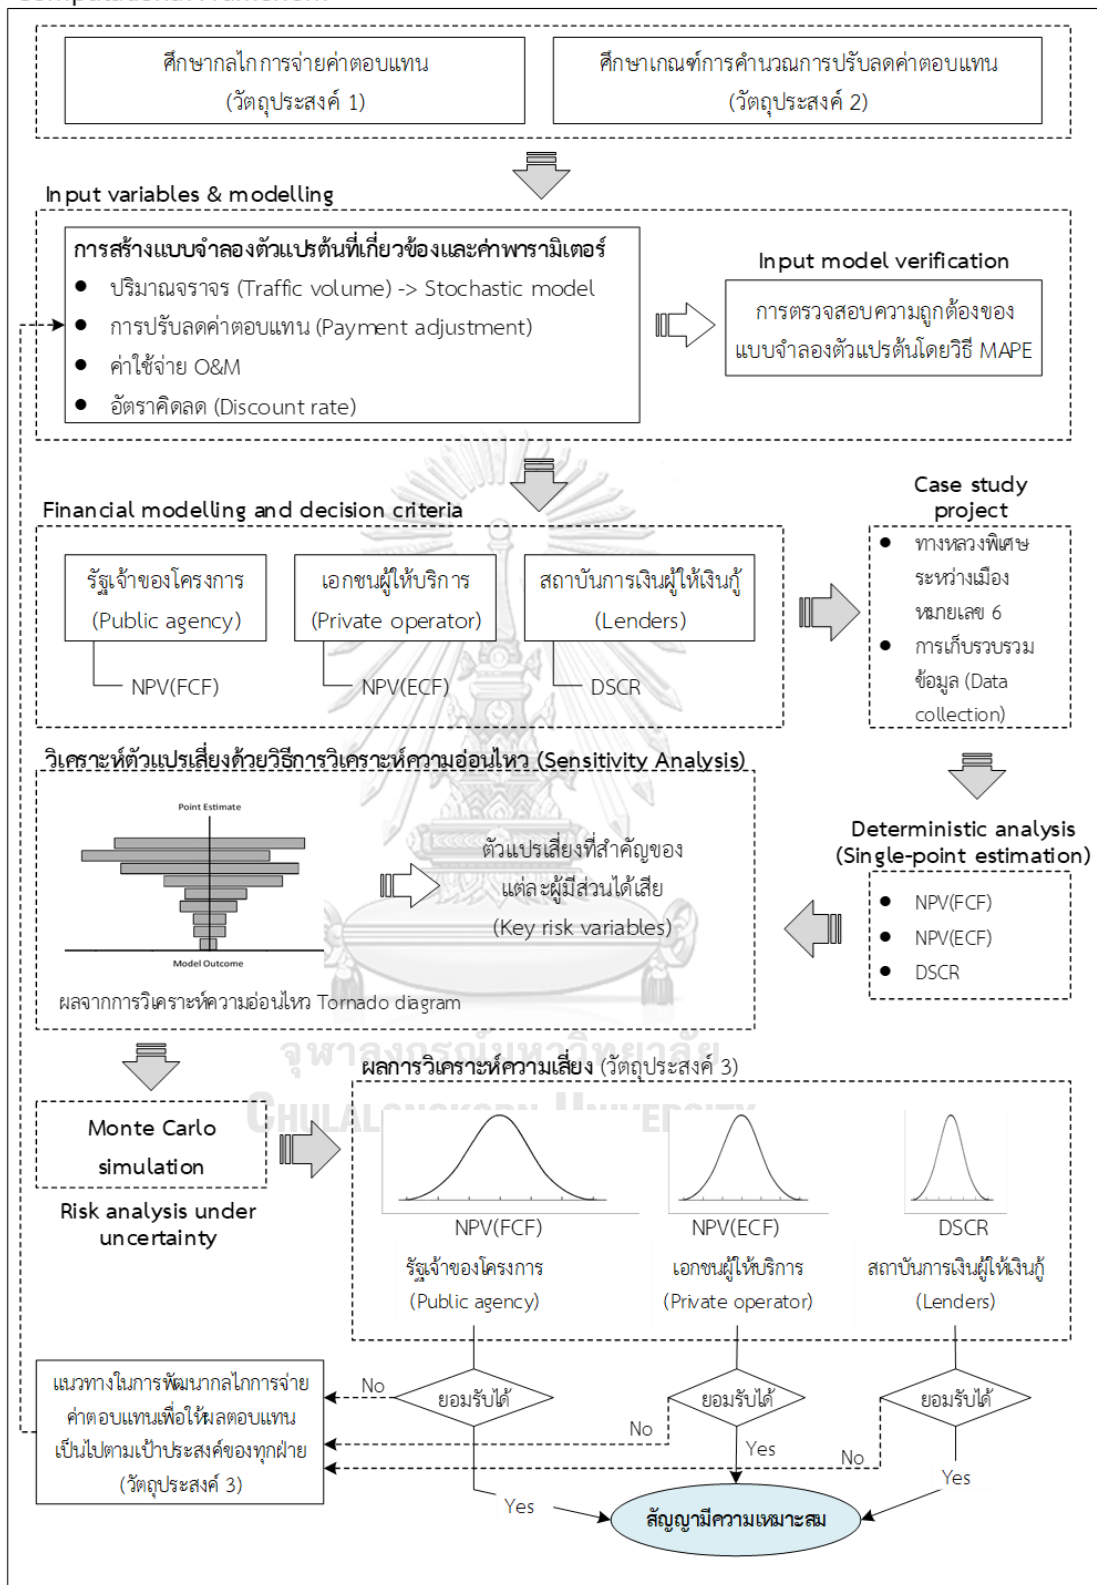 ศึกษากลไกการจ่ายค่าตอบแทน
(วัตถุประสงค์ 1)
ศึกษาเกณฑ์การคำนวณการปรับลดค่าตอบแทน
(วัตถุประสงค์ 2)
Input variables & modelling
การสร้างแบบจำลองตัวแปรต้นที่เกี่ยวข้องและค่าพารามิเตอร์
● ปริมาณจราจร (Traffic volume) -> Stochastic model
● การปรับลดค่าตอบแทน (Payment adjustment)
● ค่าใช้จ่าย O&M
● อัตราคิดลด (Discount rate)
Input model verification
การตรวจสอบความถูกต้องของ
แบบจำลองตัวแปรต้นโดยวิธี MAPE
Financial modelling and decision criteria
รัฐเจ้าของโครงการ
(Public agency)
NPV(FCF)
เอกชนผู้ให้บริการ
(Private operator)
NPV(ECF)
สถาบันการเงินผู้ให้เงินกู้
(Lenders)
DSCR
Case study
project
● ทางหลวงพิเศษ
ระหว่างเมือง
หมายเลข 6
● การเก็บรวบรวม
ข้อมูล (Data
collection)
Deterministic analysis
(Single-point estimation)
● NPV(FCF)
● NPV(ECF)
● DSCR
วิเคราะห์ตัวแปรเสี่ยงด้วยวิธีการวิเคราะห์ความอ่อนไหว (Sensitivity Analysis)
Point Estimate
Model Outcome
ผลจากการวิเคราะห์ความอ่อนไหว Tornado diagram
ตัวแปรเสี่ยงที่สำคัญของ
แต่ละผู้มีส่วนได้เสีย
(Key risk variables)
จุฬาลงกรณ์มหาวิทยาลัย
CHULALONGKORN UNIVERSITY
Monte Carlo
simulation
Risk analysis under
uncertainty
ผลการวิเคราะห์ความเสี่ยง (วัตถุประสงค์ 3)
NPV(FCF)
รัฐเจ้าของโครงการ
(Public agency)
NPV(ECF)
เอกชนผู้ให้บริการ
(Private operator)
DSCR
สถาบันการเงินผู้ให้เงินกู้
(Lenders)
แนวทางในการพัฒนากลไกการจ่าย
ค่าตอบแทนเพื่อให้ผลตอบแทน
เป็นไปตามเป้าประสงค์ของทุกฝ่าย
(วัตถุประสงค์ 3)
No
ยอมรับได้
No
ยอมรับได้
No
ยอมรับได้
Yes
Yes
Yes
สัญญามีความเหมาะสม